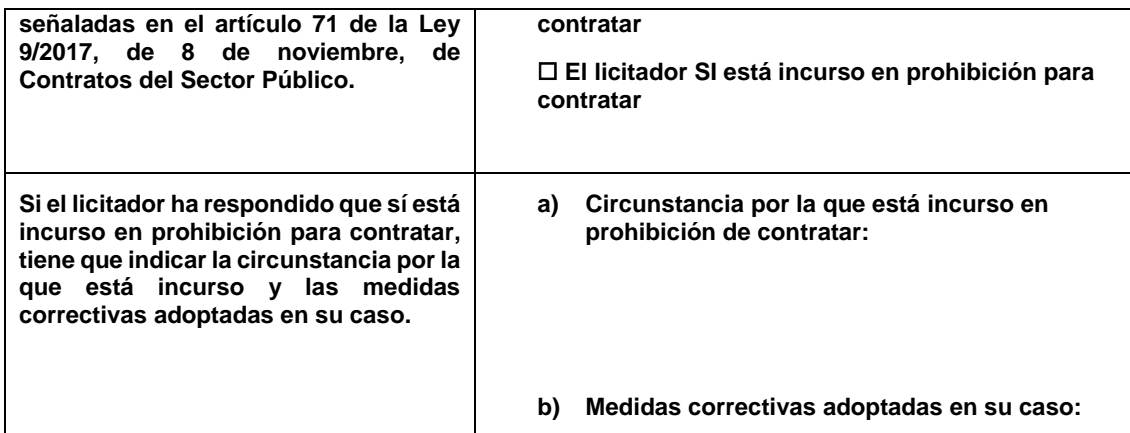 señaladas en el artículo 71 de la Ley
9/2017, de 8 de noviembre, de
Contratos del Sector Público.
contratar
☐ El licitador SI está incurso en prohibición para
contratar
Si el licitador ha respondido que sí está
incurso en prohibición para contratar,
tiene que indicar la circunstancia por la
que está incurso y las medidas
correctivas adoptadas en su caso.
a) Circunstancia por la que está incurso en
prohibición de contratar:
b) Medidas correctivas adoptadas en su caso: